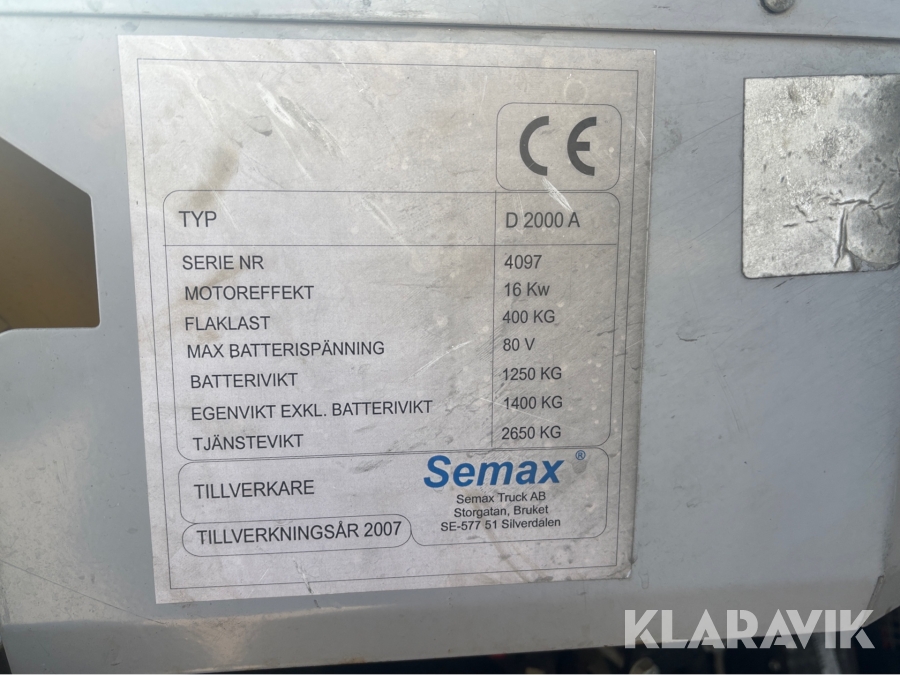 CE
TYP D 2000 A
SERIE NR 4097
MOTOREFFEKT 16 Kw
FLAKLAST 400 KG
MAX BATTERISPÄNNING 80 V
BATTERIVIKT 1250 KG
EGENVIKT EXKL. BATTERIVIKT 1400 KG
TJÄNSTEVIKT 2650 KG
TILLVERKARE
Semax ®
Semax Truck AB
Storgatan, Bruket
SE-577 51 Silverdalen
TILLVERKNINGSÅR 2007
KLARAVIK